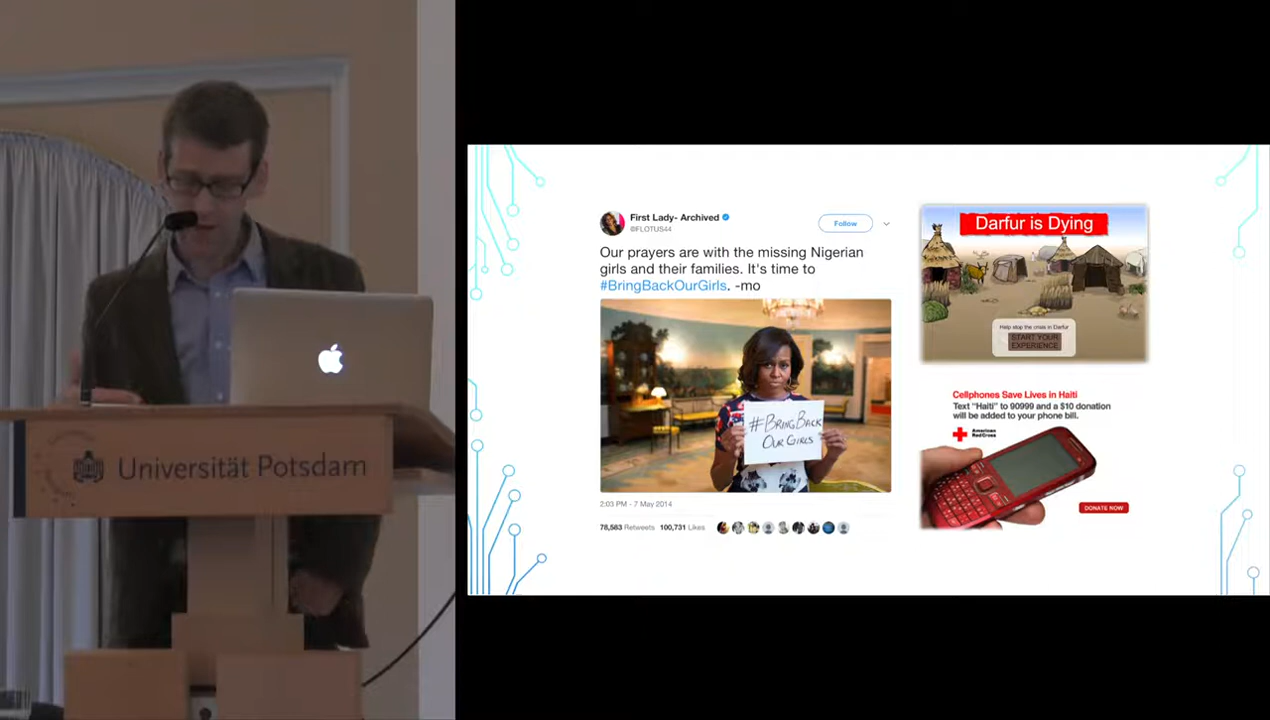 Universität Potsdam
First Lady- Archived
@FLOTUS44
Follow
Our prayers are with the missing Nigerian
girls and their families. It's time to
#BringBackOurGirls. -mo
#BRINGBACK
OUR GIRLS
2:03 PM - 7 May 2014
78,583 Retweets 100,731 Likes
Darfur is Dying
Help stop the crisis in Darfur
START YOUR
EXPERIENCE
Cellphones Save Lives in Haiti
Text “Haiti” to 90999 and a $10 donation
will be added to your phone bill.
American
Red Cross
DONATE NOW